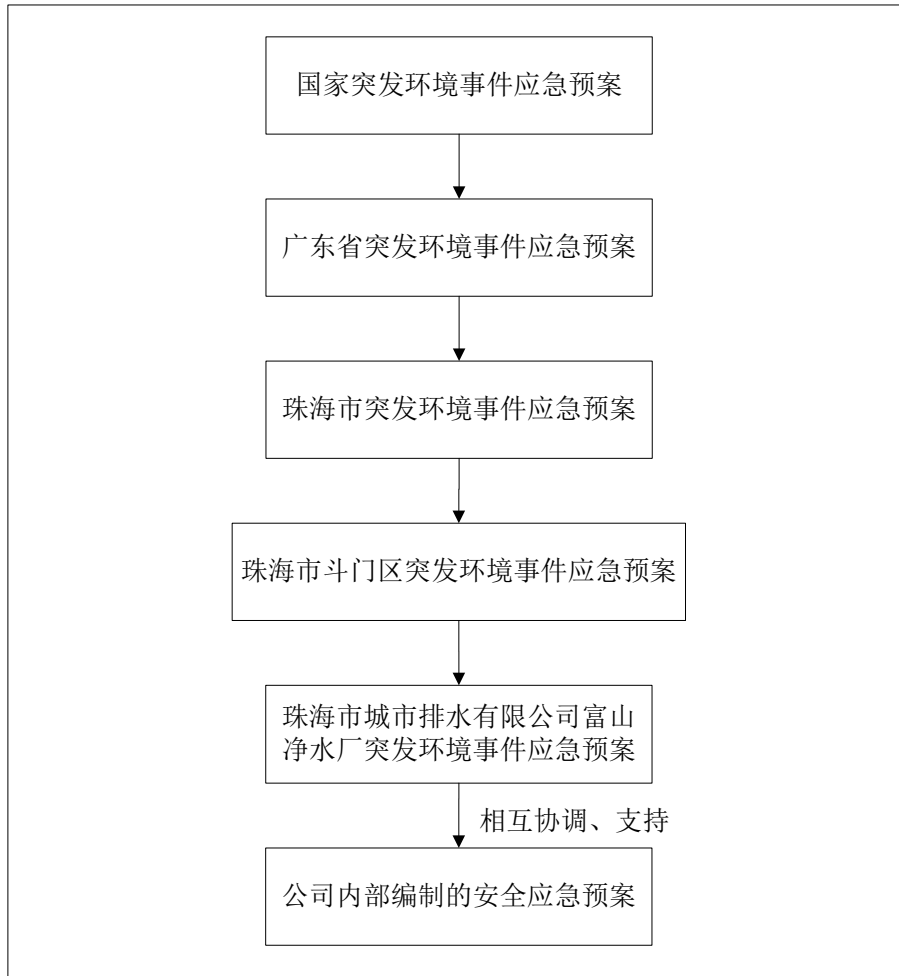 国家突发环境事件应急预案
广东省突发环境事件应急预案
珠海市突发环境事件应急预案
珠海市斗门区突发环境事件应急预案
珠海市城市排水有限公司富山
净水厂突发环境事件应急预案
相互协调、支持
公司内部编制的安全应急预案